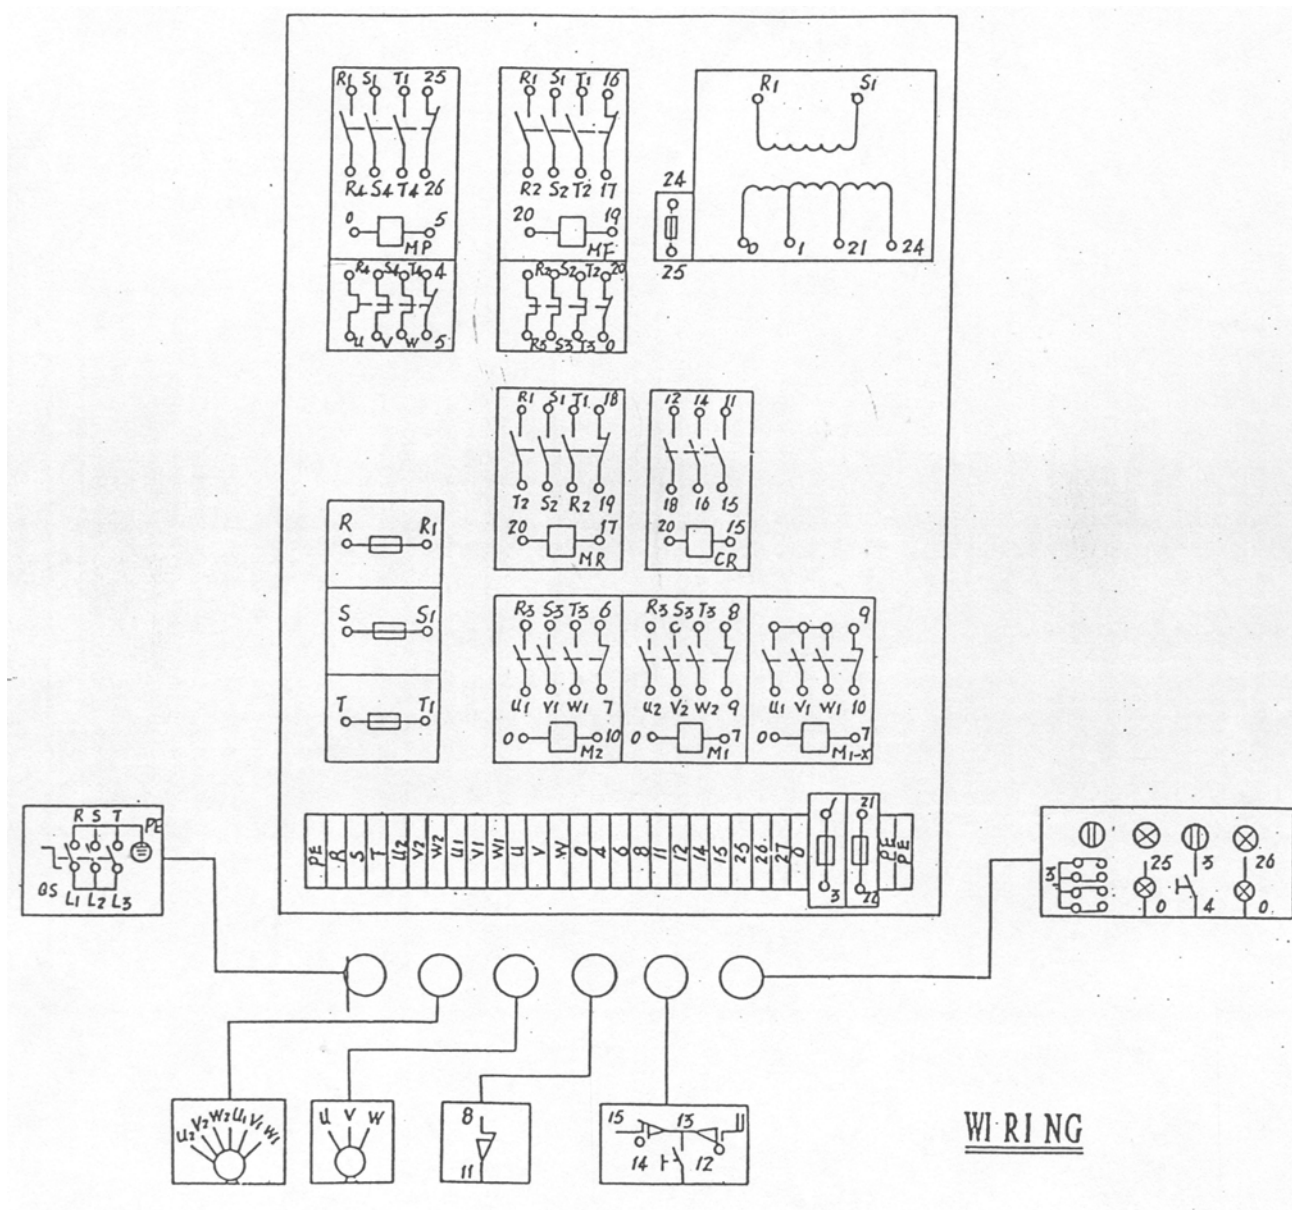 R1 S1 T1 25
R1 S1 T1 16
R1 S1
R4 S4 T4 26
R2 S2 T2 17
24
0 5
MP
20 19
MF
0 1 21 24
25
R4 S4 T4 4
R2 S2 T2 20
U V W 5
R3 S3 T3 0
R1 S1 T1 18
12 14 11
T2 S2 R2 19
18 16 15
R R1
20 17
MR
20 15
CR
S S1
R3 S3 T3 6
R3 S3 T3 8
9
U1 V1 W1 7
U2 V2 W2 9
U1 V1 W1 10
T T1
0 10
M2
0 7
M1
0 7
M1-X
R S T PE
QS
L1 L2 L3
PE R S T U2 V2 W2 U1 V1 W1 U V W 0 4 6 8 11 12 14 15 25 26 27 0
1 21
3 22
PE PE
25 3 26
3
0 4 0
U2 V2 W2 U1 V1 W1
U V W
8
11
15 13
14 12
WIRING